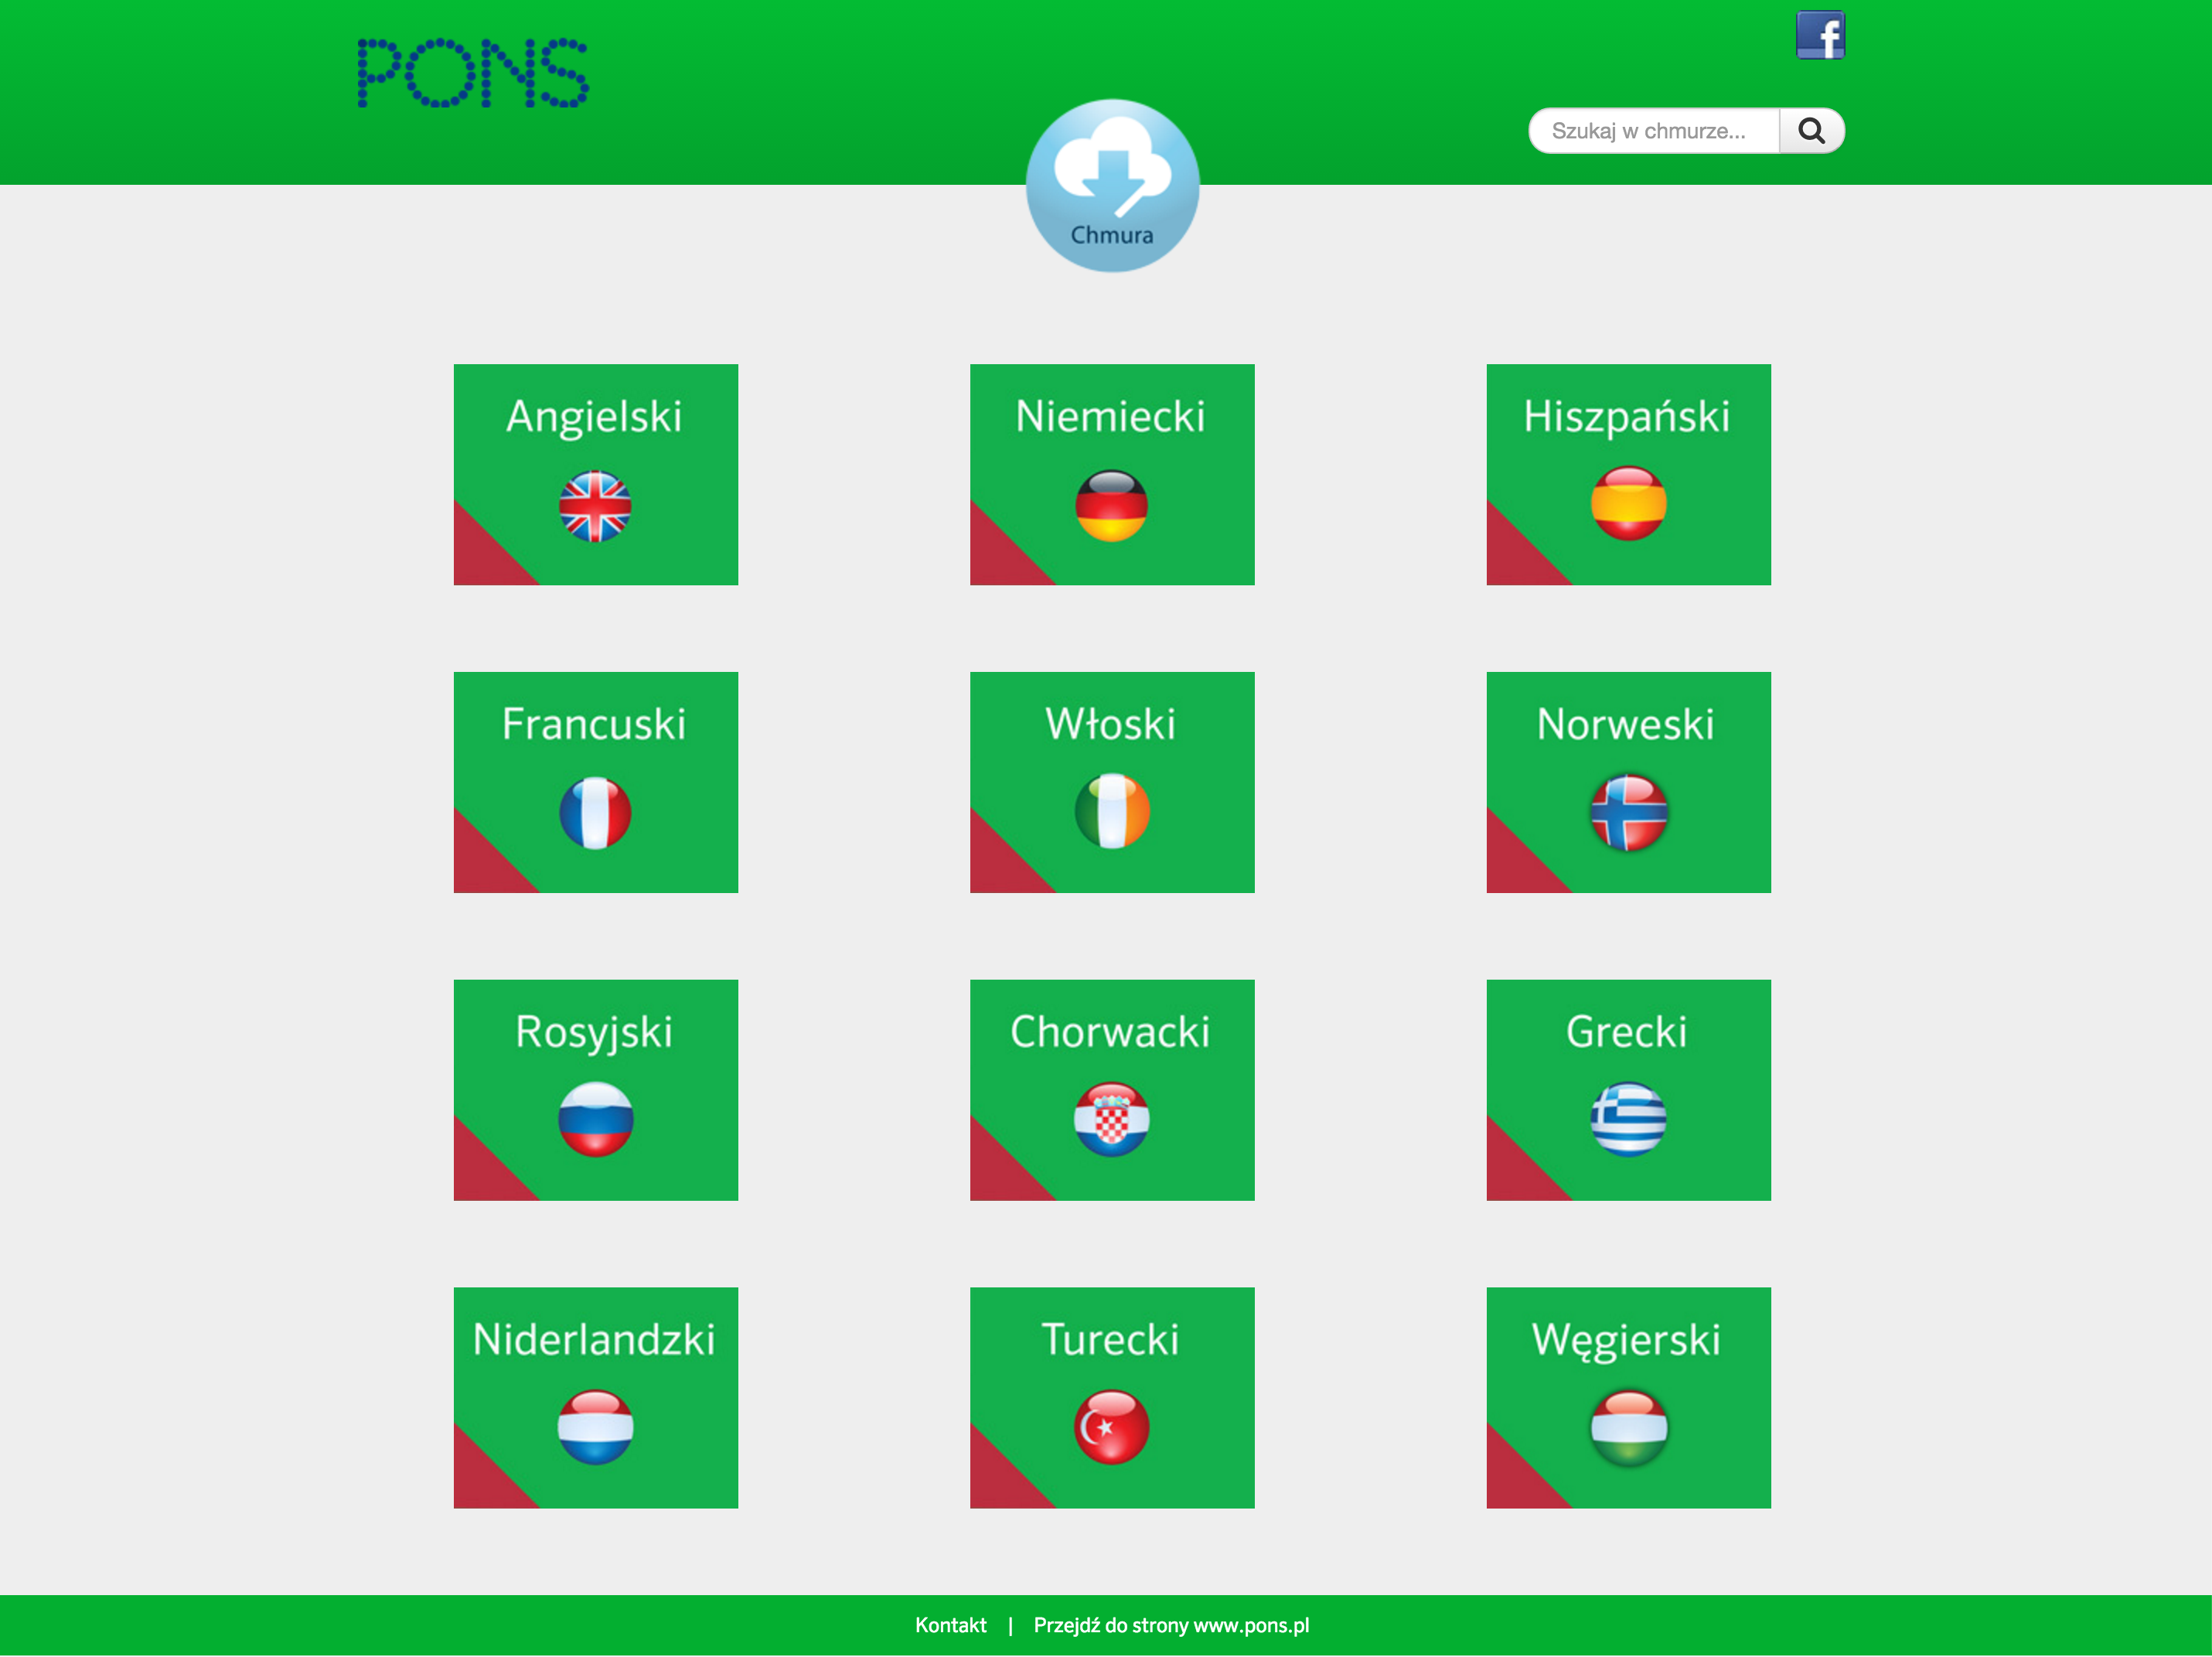 PONS
Szukaj w chmurze...
Chmura
Angielski
Niemiecki
Hiszpański
Francuski
Włoski
Norweski
Rosyjski
Chorwacki
Grecki
Niderlandzki
Turecki
Węgierski
Kontakt | Przejdź do strony www.pons.pl